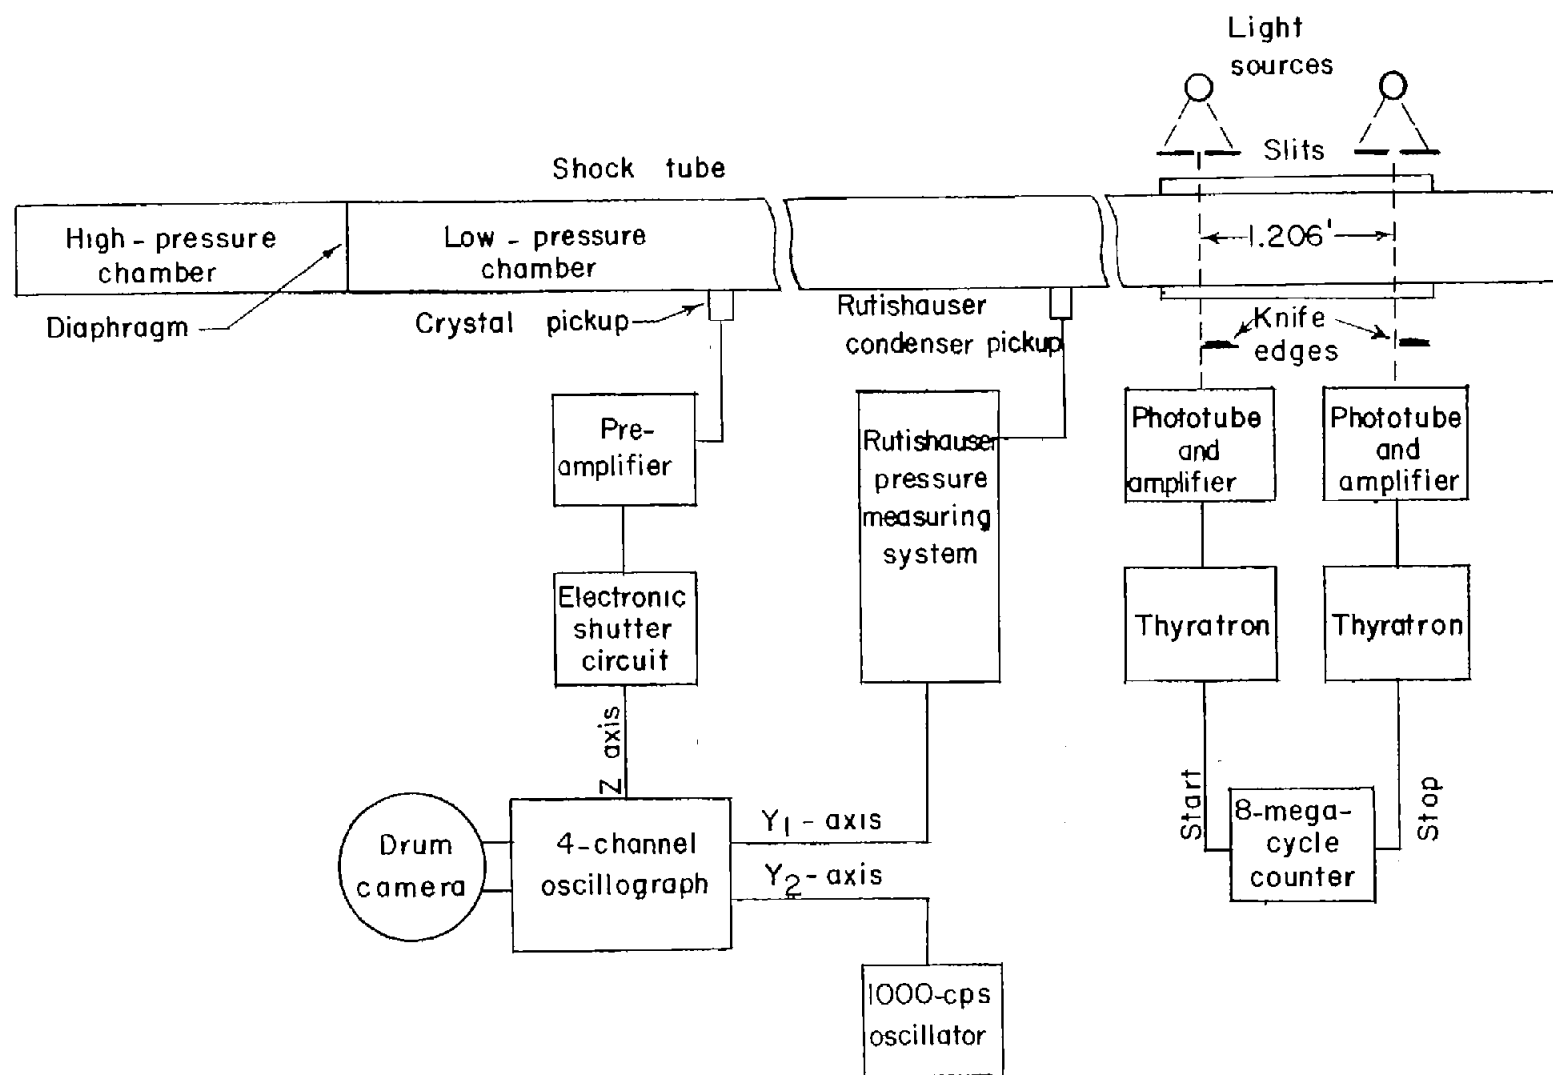 Light
sources
Slits
Shock tube
High-pressure
chamber
Low-pressure
chamber
1.206'
Diaphragm
Crystal pickup
Rutishauser
condenser pickup
Knife
edges
Pre-
amplifier
Rutishauser
pressure
measuring
system
Phototube
and
amplifier
Phototube
and
amplifier
Electronic
shutter
circuit
Thyratron
Thyratron
Z axis
Start
Stop
8-mega-
cycle
counter
Drum
camera
4-channel
oscillograph
Y1-axis
Y2-axis
1000-cps
oscillator